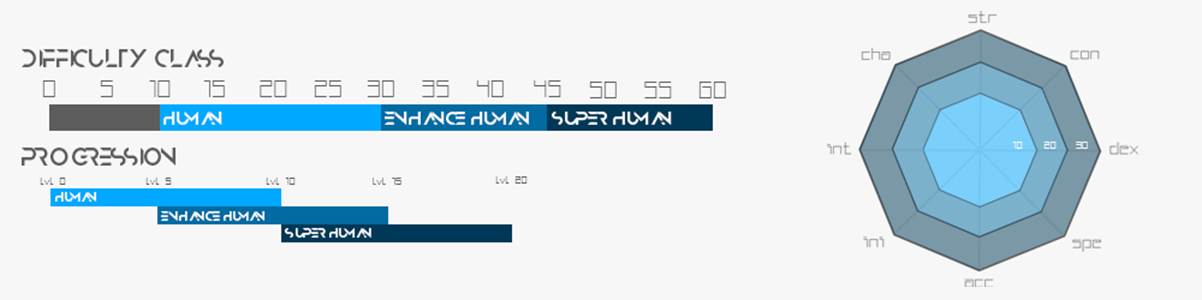 DIFFICULTY CLASS
0 5 10 15 20 25 30 35 40 45 50 55 60
HUMAN ENHANCE HUMAN SUPER HUMAN
PROGRESSION
Lvl 0 Lvl 5 Lvl 10 Lvl 15 Lvl 20
HUMAN
ENHANCE HUMAN
SUPER HUMAN
str
cha con
int 10 20 30 dex
ini spe
acc